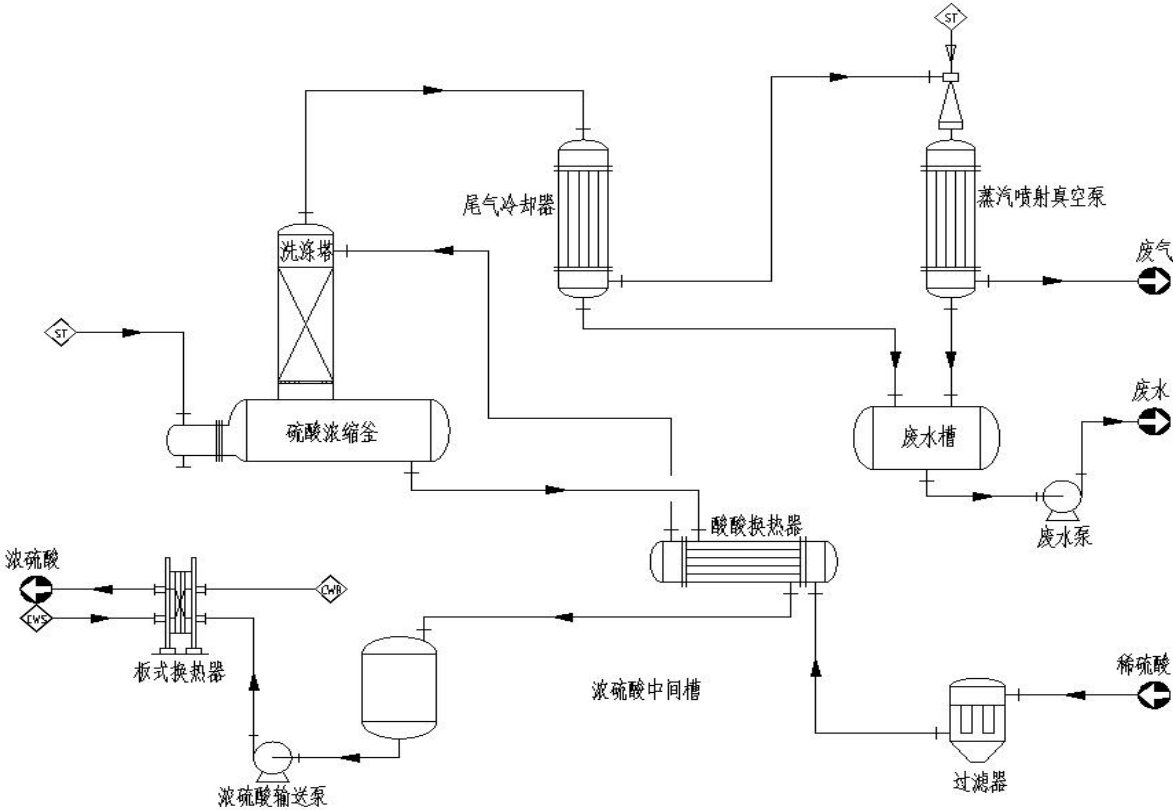 ST
尾气冷却器
蒸汽喷射真空泵
洗涤塔
废气
ST
硫酸浓缩釜
废水
废水槽
酸酸换热器
废水泵
浓硫酸
CWR
CWS
板式换热器
稀硫酸
浓硫酸中间槽
过滤器
浓硫酸输送泵